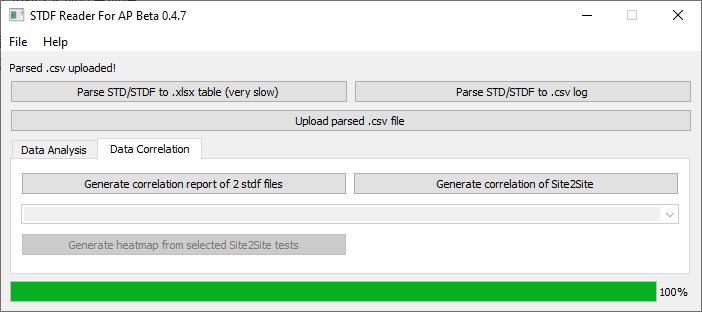 STDF Reader For AP Beta 0.4.7
File Help
Parsed .csv uploaded!
Parse STD/STDF to .xlsx table (very slow) Parse STD/STDF to .csv log
Upload parsed .csv file
Data Analysis Data Correlation
Generate correlation report of 2 stdf files Generate correlation of Site2Site
Generate heatmap from selected Site2Site tests
100%